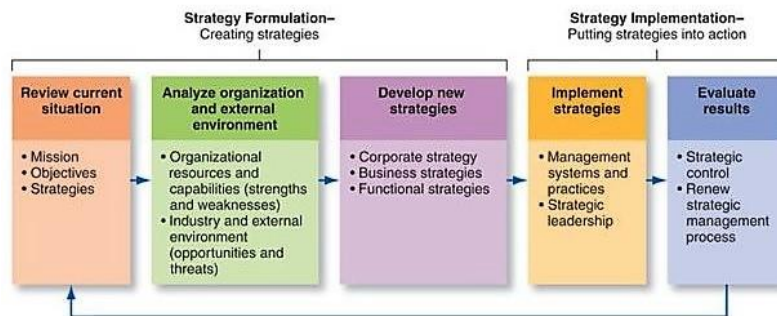 Strategy Formulation–
Creating strategies
Strategy Implementation–
Putting strategies into action
Review current
situation
• Mission
• Objectives
• Strategies
Analyze organization
and external
environment
• Organizational
resources and
capabilities (strengths
and weaknesses)
• Industry and external
environment
(opportunities and
threats)
Develop new
strategies
• Corporate strategy
• Business strategies
• Functional strategies
Implement
strategies
• Management
systems and
practices
• Strategic
leadership
Evaluate
results
• Strategic
control
• Renew
strategic
management
process